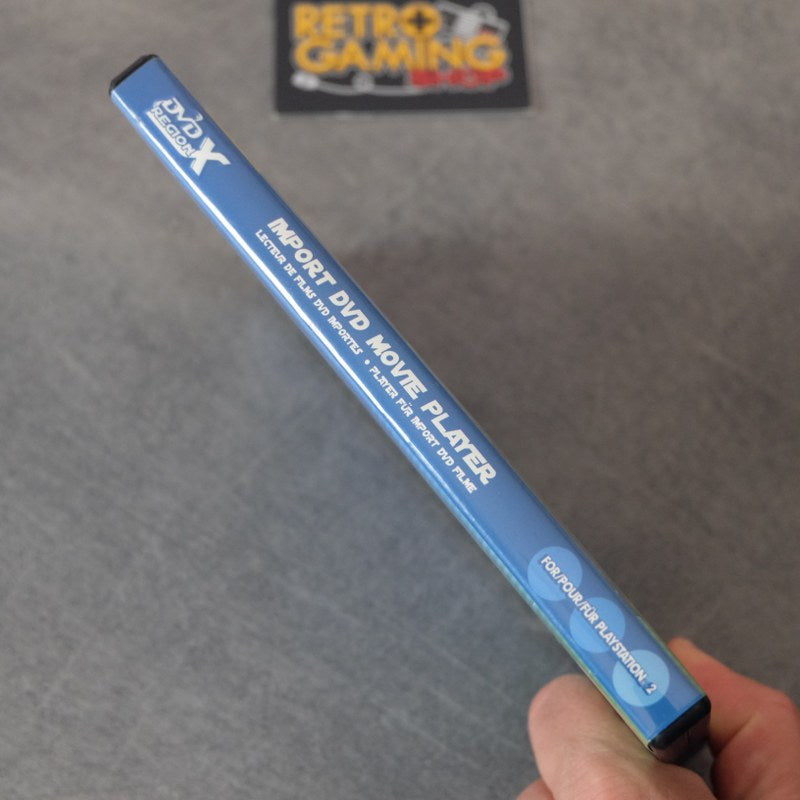 RETRO
GAMING
SHOP
DVD
REGION X
IMPORT DVD MOVIE PLAYER
LECTEUR DE FILMS DVD IMPORTES • PLAYER FÜR IMPORT DVD FILME
FOR/POUR/FÜR PLAYSTATION 2